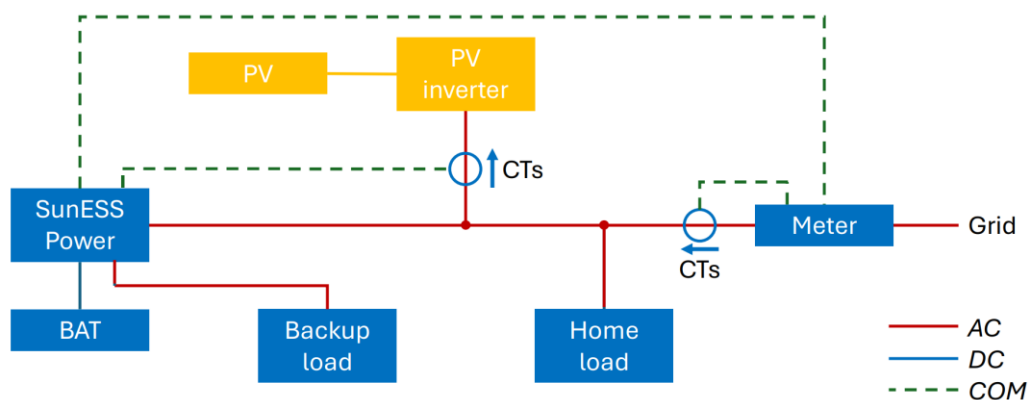 PV
PV
inverter
CTs
SunESS
Power
Meter
Grid
CTs
BAT
Backup
load
Home
load
AC
DC
COM